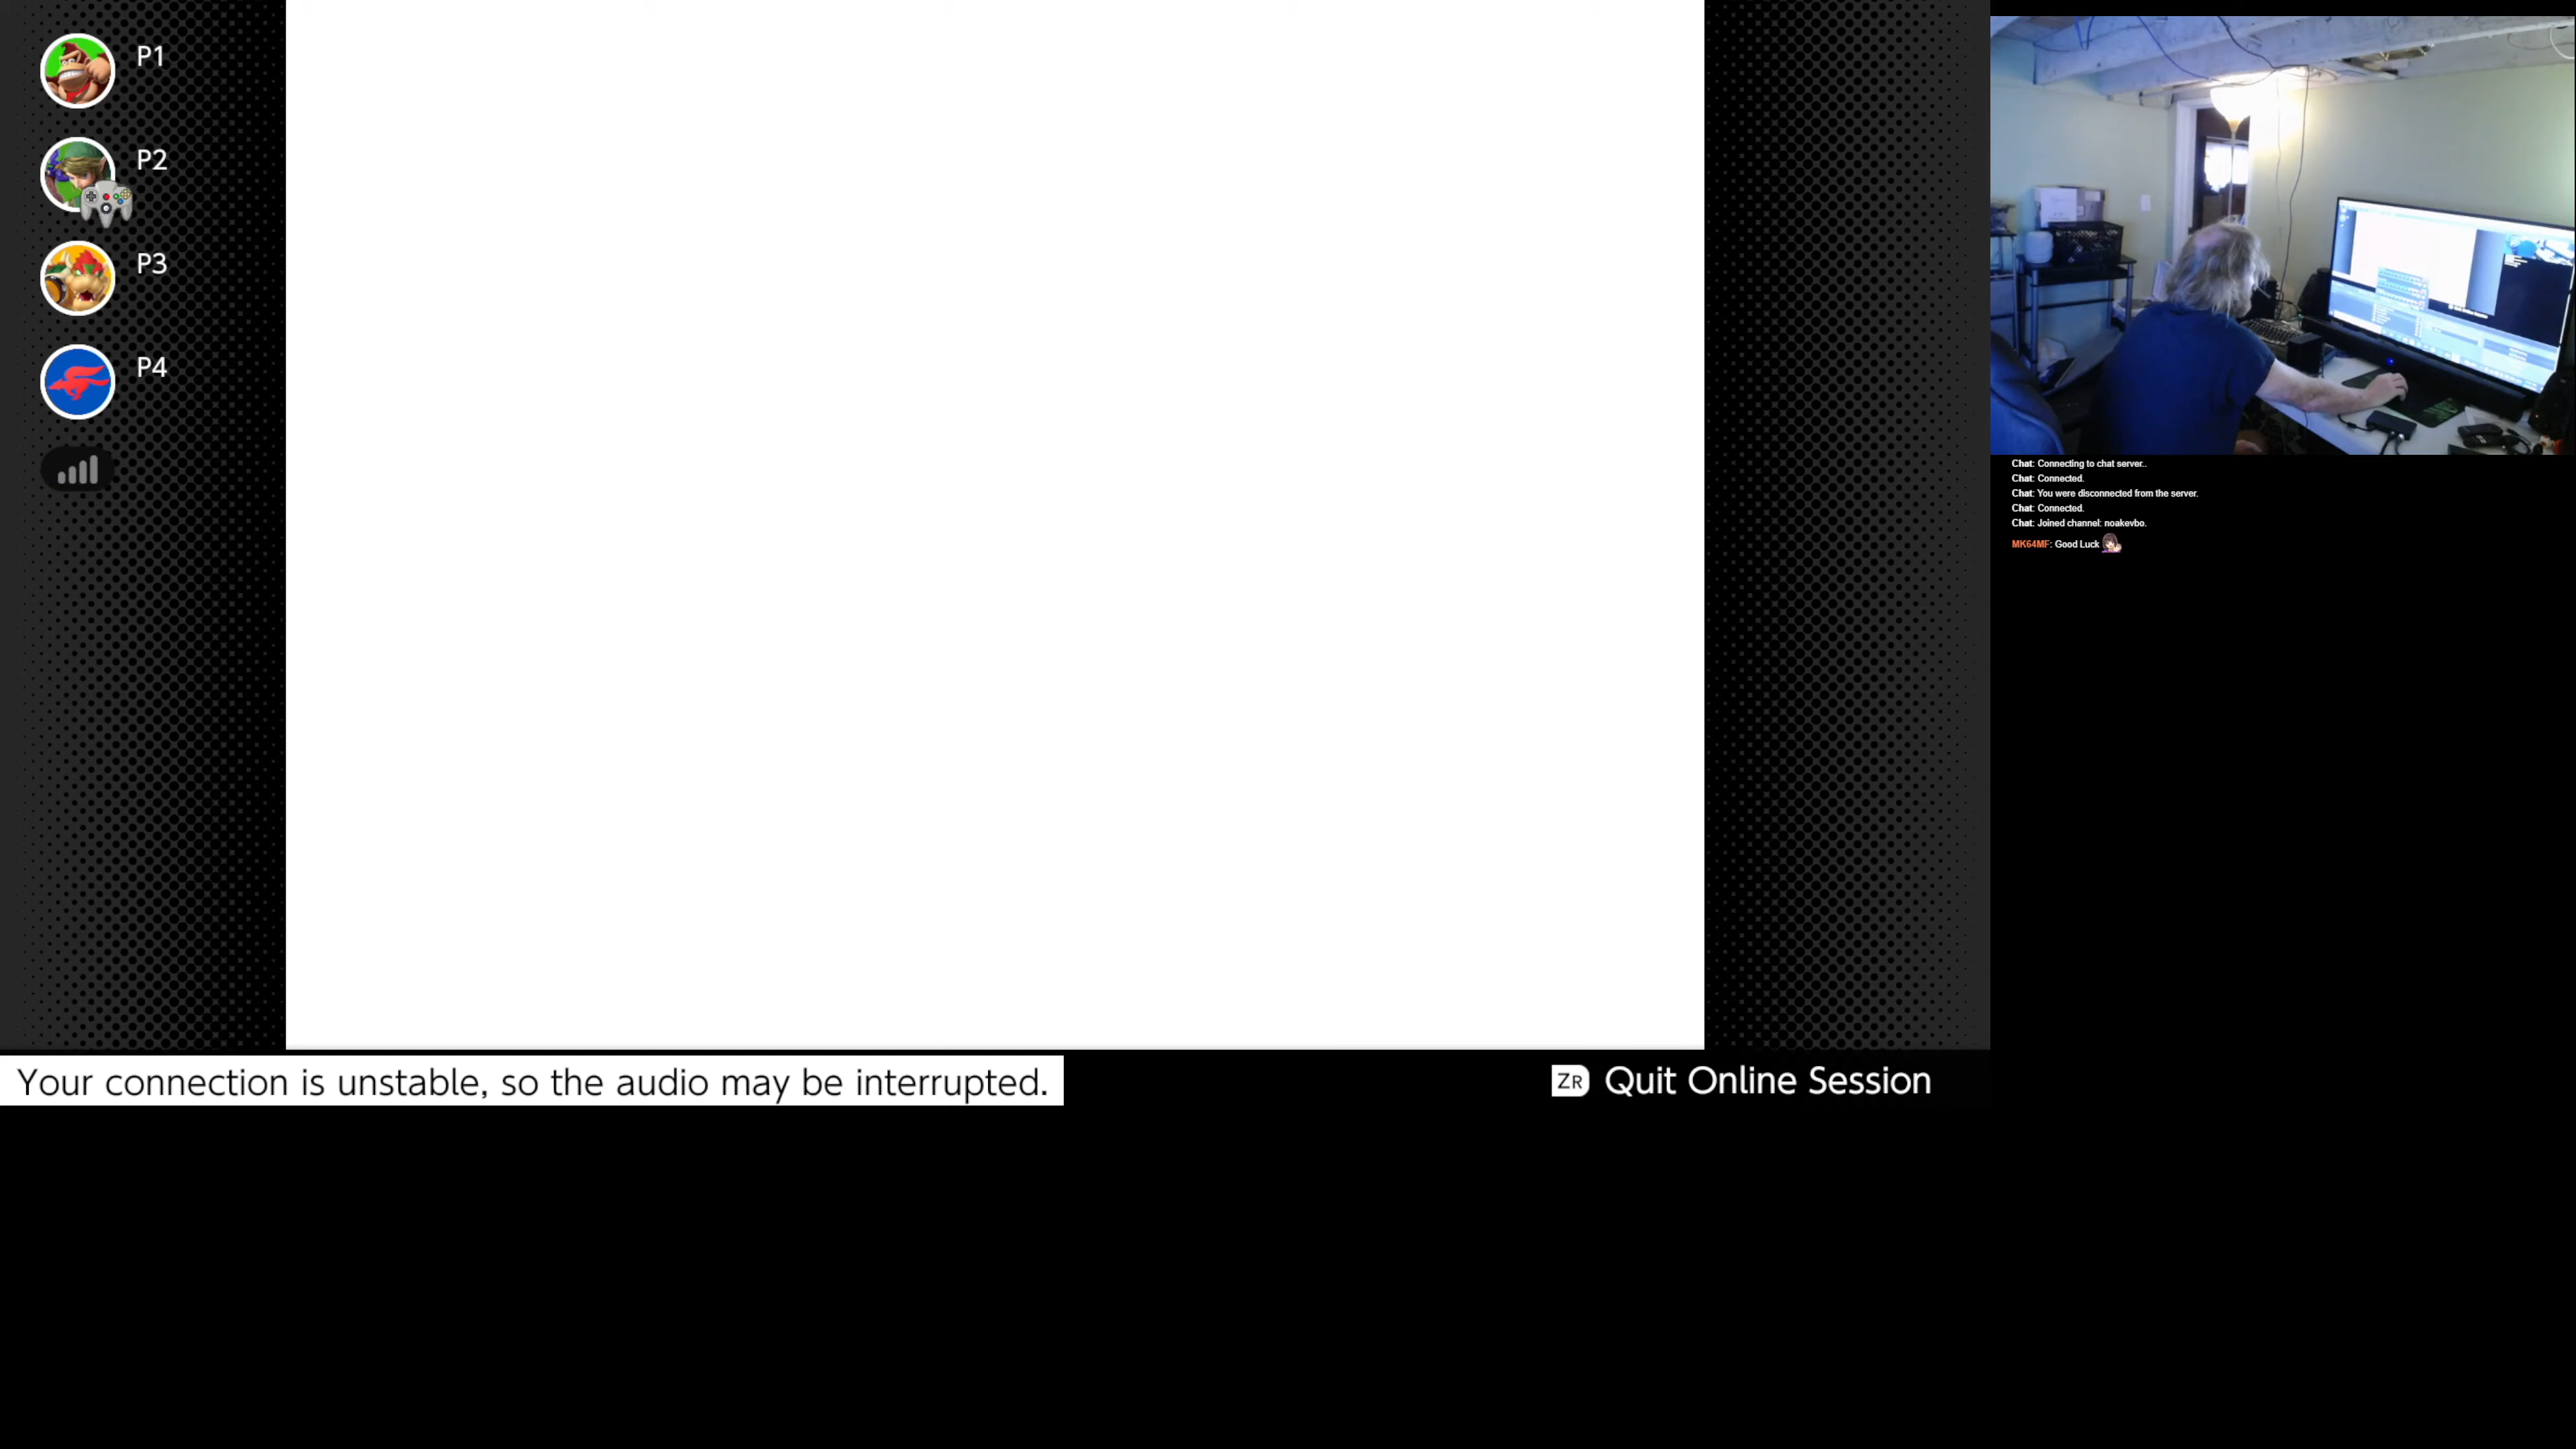 P1
P2
P3
P4
Chat: Connecting to chat server..
Chat: Connected.
Chat: You were disconnected from the server.
Chat: Connected.
Chat: Joined channel: noakevbo.
MK64MF: Good Luck
Your connection is unstable, so the audio may be interrupted.
ZR Quit Online Session